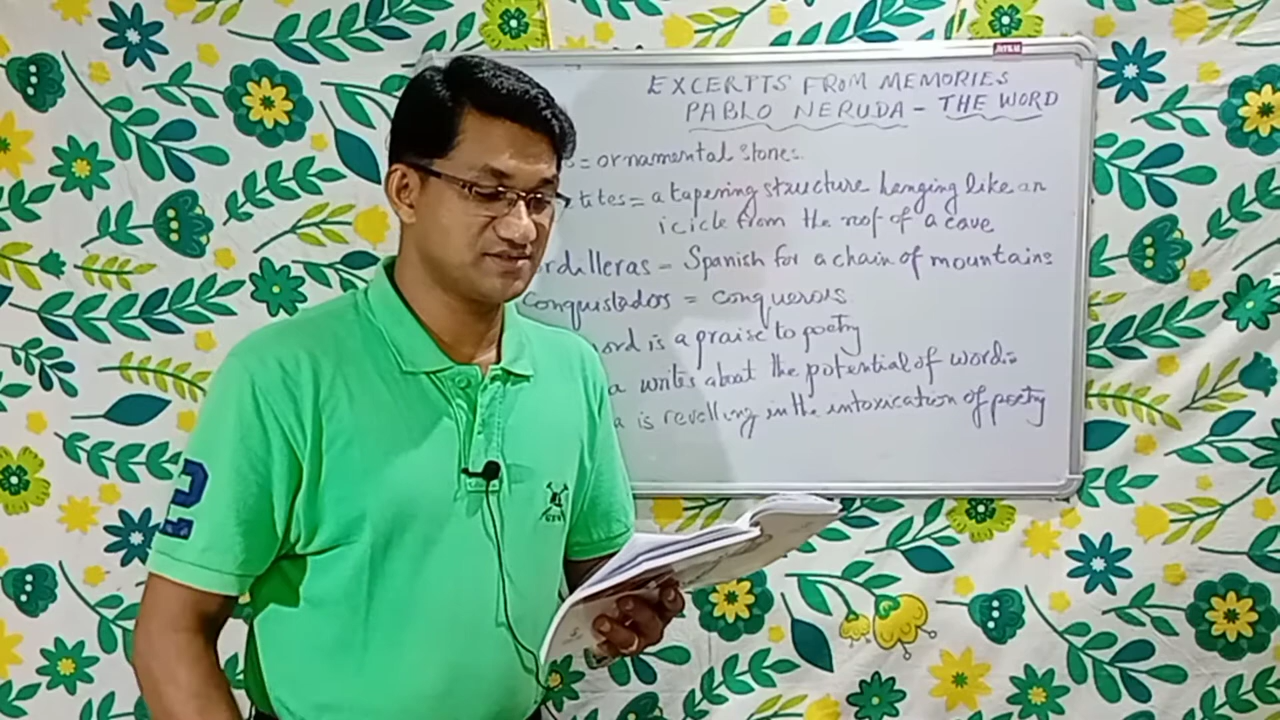 EXCERPTS FROM MEMORIES
PABLO NERUDA - THE WORD
= ornamental stones.
tites = a tapering structure hanging like an
icicle from the roof of a cave
rdilleras - Spanish for a chain of mountains
Conquistadors = conquerors
ord is a praise to poetry
a writes about the potential of words
a is revelling in the intoxication of poetry
2